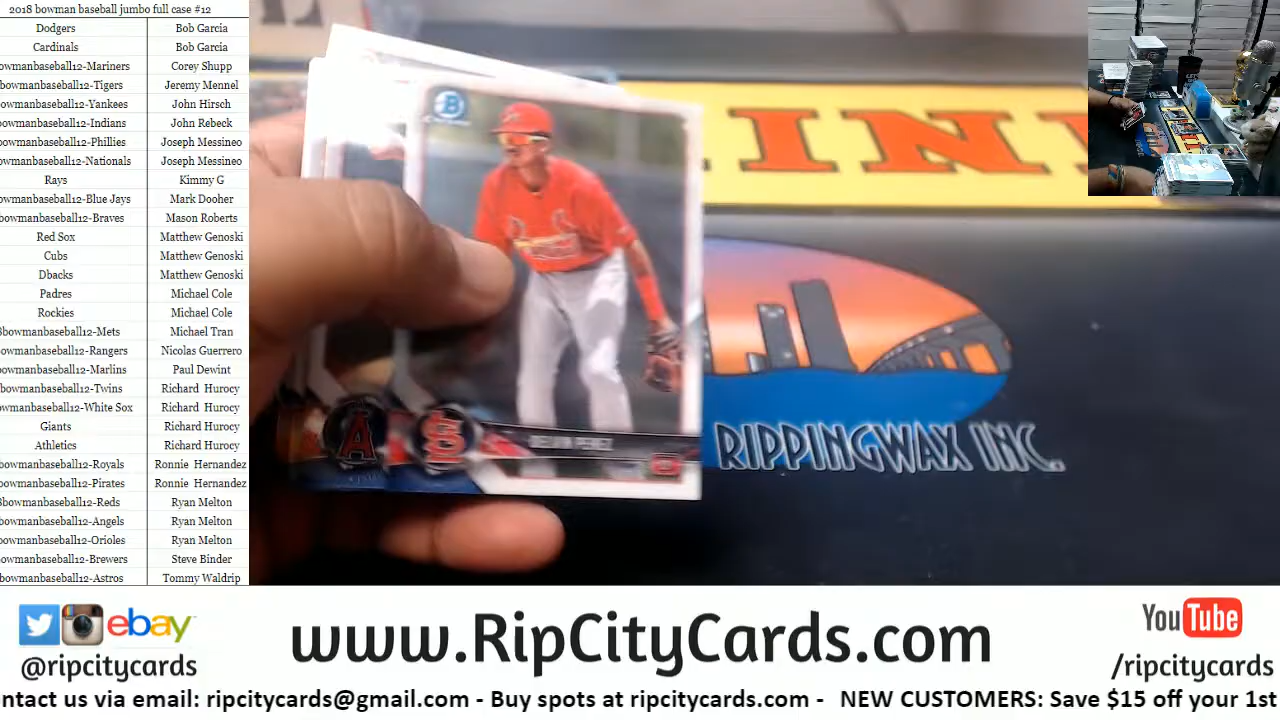 2018 bowman baseball jumbo full case #12
Dodgers Bob Garcia
Cardinals Bob Garcia
bowmanbaseball12-Mariners Corey Shupp
bowmanbaseball12-Tigers Jeremy Mennel
bowmanbaseball12-Yankees John Hirsch
bowmanbaseball12-Indians John Rebeck
bowmanbaseball12-Phillies Joseph Messineo
bowmanbaseball12-Nationals Joseph Messineo
Rays Kimmy G
bowmanbaseball12-Blue Jays Mark Dooher
bowmanbaseball12-Braves Mason Roberts
Red Sox Matthew Genoski
Cubs Matthew Genoski
Dbacks Matthew Genoski
Padres Michael Cole
Rockies Michael Cole
8bowmanbaseball12-Mets Michael Tran
bowmanbaseball12-Rangers Nicolas Guerrero
bowmanbaseball12-Marlins Paul Dewint
bowmanbaseball12-Twins Richard Hurocy
owmanbaseball12-White Sox Richard Hurocy
Giants Richard Hurocy
Athletics Richard Hurocy
bowmanbaseball12-Royals Ronnie Hernandez
bowmanbaseball12-Pirates Ronnie Hernandez
8bowmanbaseball12-Reds Ryan Melton
bowmanbaseball12-Angels Ryan Melton
bowmanbaseball12-Orioles Ryan Melton
bowmanbaseball12-Brewers Steve Binder
bowmanbaseball12-Astros Tommy Waldrip
B
A
INI
RIPPINGWAX INC.
ebay
@ripcitycards
www.RipCityCards.com
YouTube
/ripcitycards
ontact us via email: ripcitycards@gmail.com - Buy spots at ripcitycards.com - NEW CUSTOMERS: Save $15 off your 1st